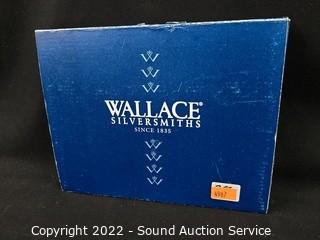 WALLACE®
SILVERSMITHS
SINCE 1835
Copyright 2022 - Sound Auction Service